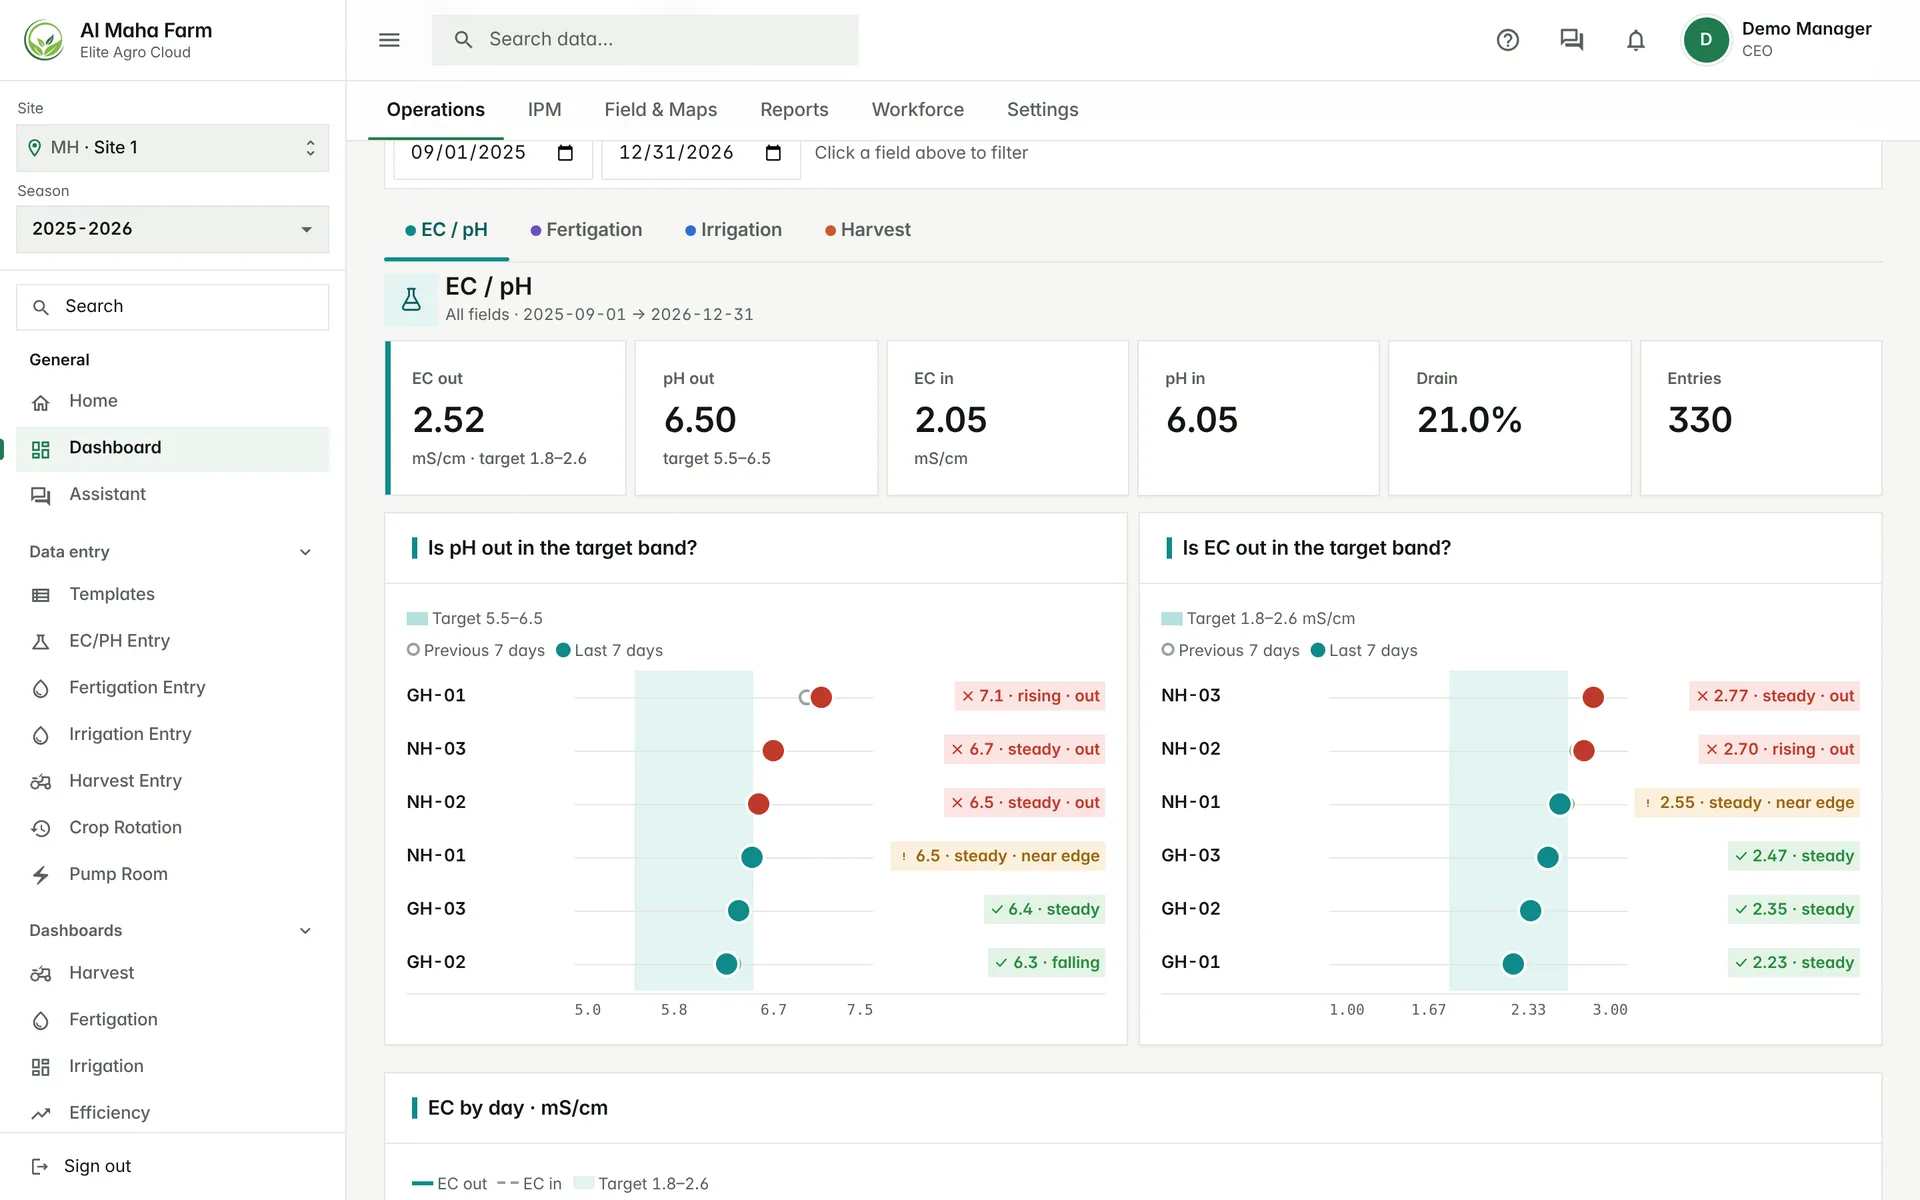 Al Maha Farm
Elite Agro Cloud
Site
MH · Site 1
Season
2025-2026
Search
General
Home
Dashboard
Assistant
Data entry
Templates
EC/PH Entry
Fertigation Entry
Irrigation Entry
Harvest Entry
Crop Rotation
Pump Room
Dashboards
Harvest
Fertigation
Irrigation
Efficiency
Sign out
Search data...
D
Demo Manager
CEO
Operations IPM Field & Maps Reports Workforce Settings
09/01/2025 12/31/2026 Click a field above to filter
EC / pH Fertigation Irrigation Harvest
EC / pH
All fields · 2025-09-01 → 2026-12-31
EC out
2.52
mS/cm · target 1.8–2.6
pH out
6.50
target 5.5–6.5
EC in
2.05
mS/cm
pH in
6.05
Drain
21.0%
Entries
330
Is pH out in the target band?
Target 5.5–6.5
Previous 7 days Last 7 days
GH-01 × 7.1 · rising · out
NH-03 × 6.7 · steady · out
NH-02 × 6.5 · steady · out
NH-01 ! 6.5 · steady · near edge
GH-03 ✓ 6.4 · steady
GH-02 ✓ 6.3 · falling
5.0 5.8 6.7 7.5
Is EC out in the target band?
Target 1.8–2.6 mS/cm
Previous 7 days Last 7 days
NH-03 × 2.77 · steady · out
NH-02 × 2.70 · rising · out
NH-01 ! 2.55 · steady · near edge
GH-03 ✓ 2.47 · steady
GH-02 ✓ 2.35 · steady
GH-01 ✓ 2.23 · steady
1.00 1.67 2.33 3.00
EC by day · mS/cm
EC out EC in Target 1.8–2.6